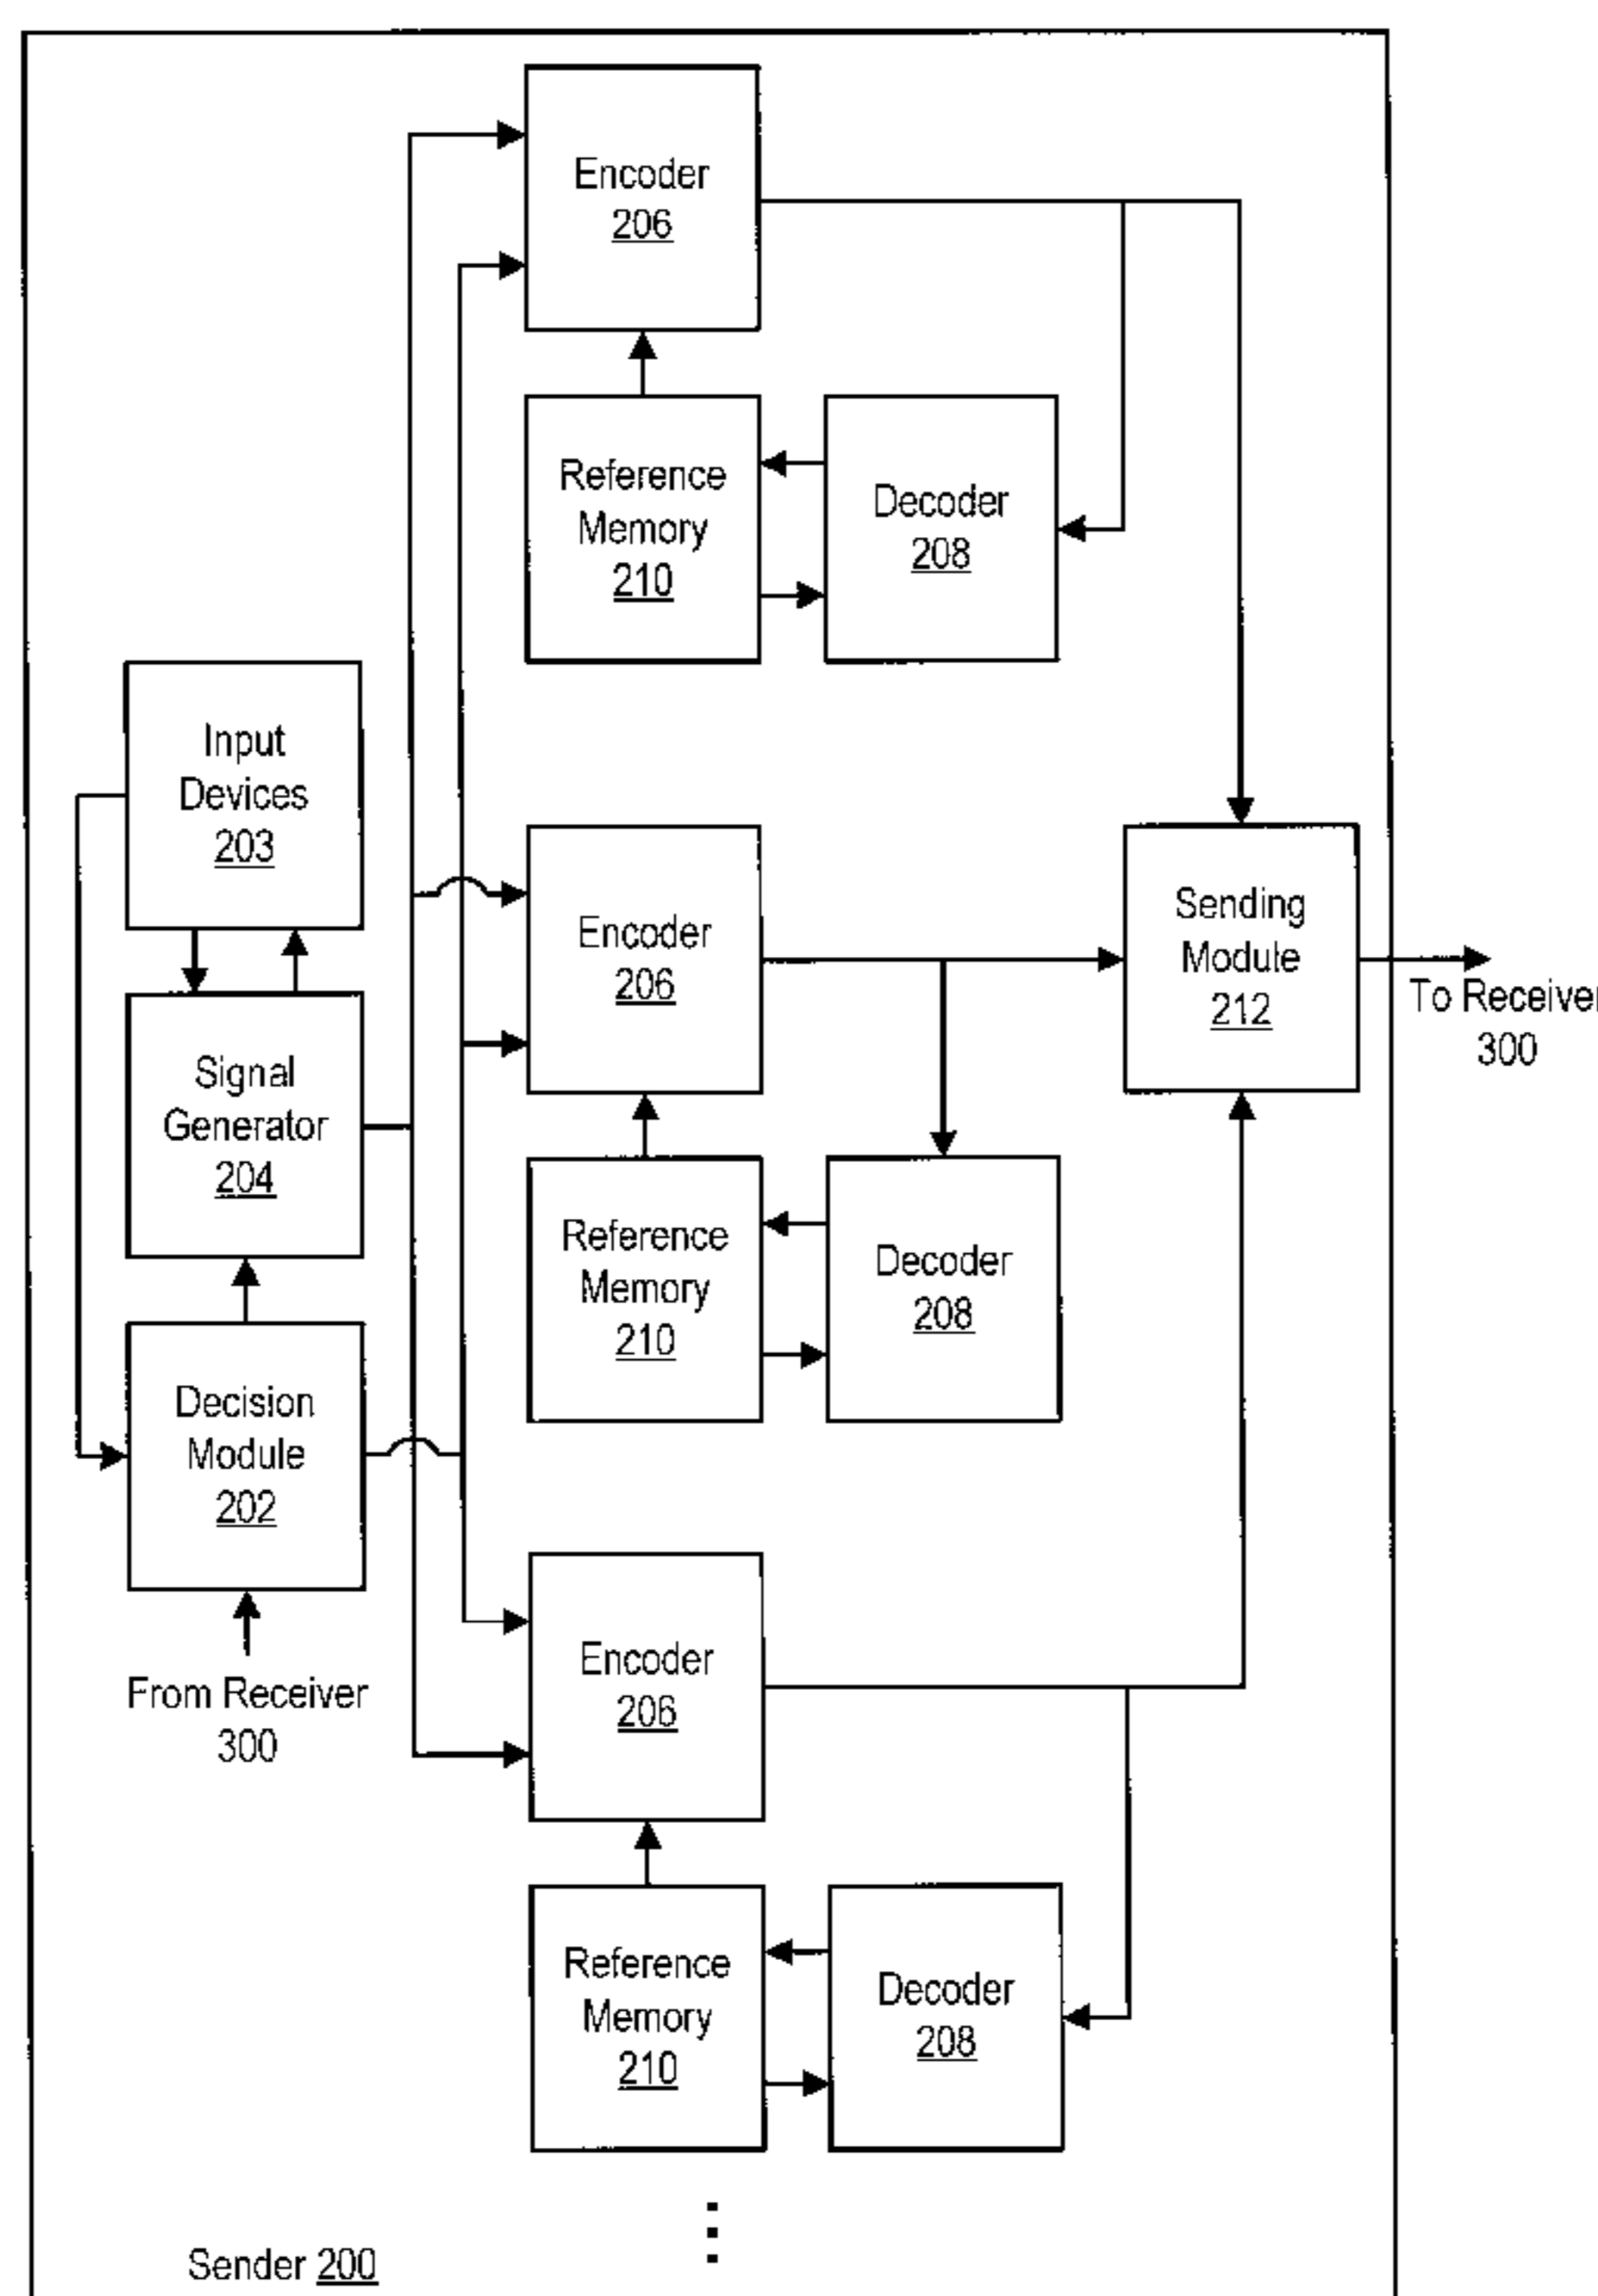 Encoder
206
Reference
Memory
210
Decoder
208
Input
Devices
203
Encoder
206
Sending
Module
212
To Receiver
300
Signal
Generator
204
Reference
Memory
210
Decoder
208
Decision
Module
202
From Receiver
300
Encoder
206
Reference
Memory
210
Decoder
208
Sender 200